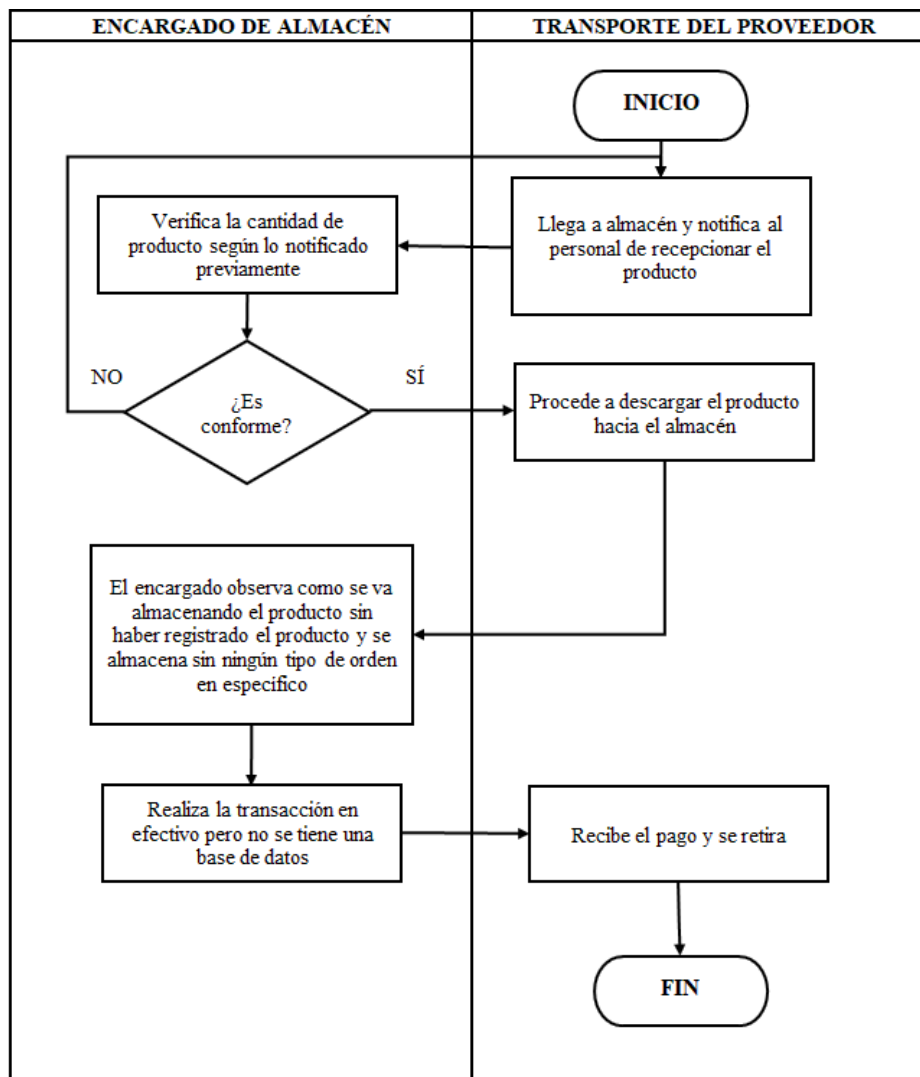 ENCARGADO DE ALMACÉN
TRANSPORTE DEL PROVEEDOR
INICIO
Llega a almacén y notifica al
personal de recepcionar el
producto
Verifica la cantidad de
producto según lo notificado
previamente
NO
¿Es
conforme?
SÍ
Procede a descargar el producto
hacia el almacén
El encargado observa como se va
almacenando el producto sin
haber registrado el producto y se
almacena sin ningún tipo de orden
en específico
Realiza la transacción en
efectivo pero no se tiene una
base de datos
Recibe el pago y se retira
FIN